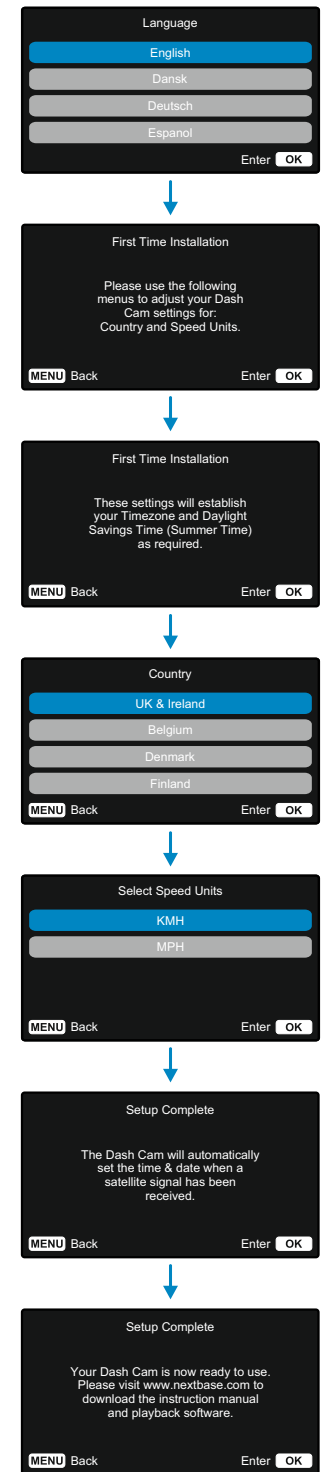 Language
English
Dansk
Deutsch
Espanol
Enter OK
First Time Installation
Please use the following
menus to adjust your Dash
Cam settings for:
Country and Speed Units.
MENU Back Enter OK
First Time Installation
These settings will establish
your Timezone and Daylight
Savings Time (Summer Time)
as required.
MENU Back Enter OK
Country
UK & Ireland
Belgium
Denmark
Finland
MENU Back Enter OK
Select Speed Units
KMH
MPH
MENU Back Enter OK
Setup Complete
The Dash Cam will automatically
set the time & date when a
satellite signal has been
received.
MENU Back Enter OK
Setup Complete
Your Dash Cam is now ready to use.
Please visit www.nextbase.com to
download the instruction manual
and playback software.
MENU Back Enter OK